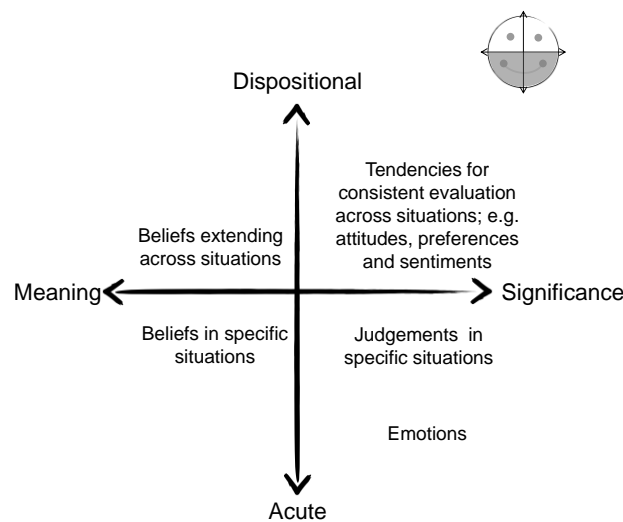 Dispositional
Tendencies for
consistent evaluation
across situations; e.g.
attitudes, preferences
and sentiments
Beliefs extending
across situations
Meaning
Significance
Beliefs in specific
situations
Judgements in
specific situations
Emotions
Acute